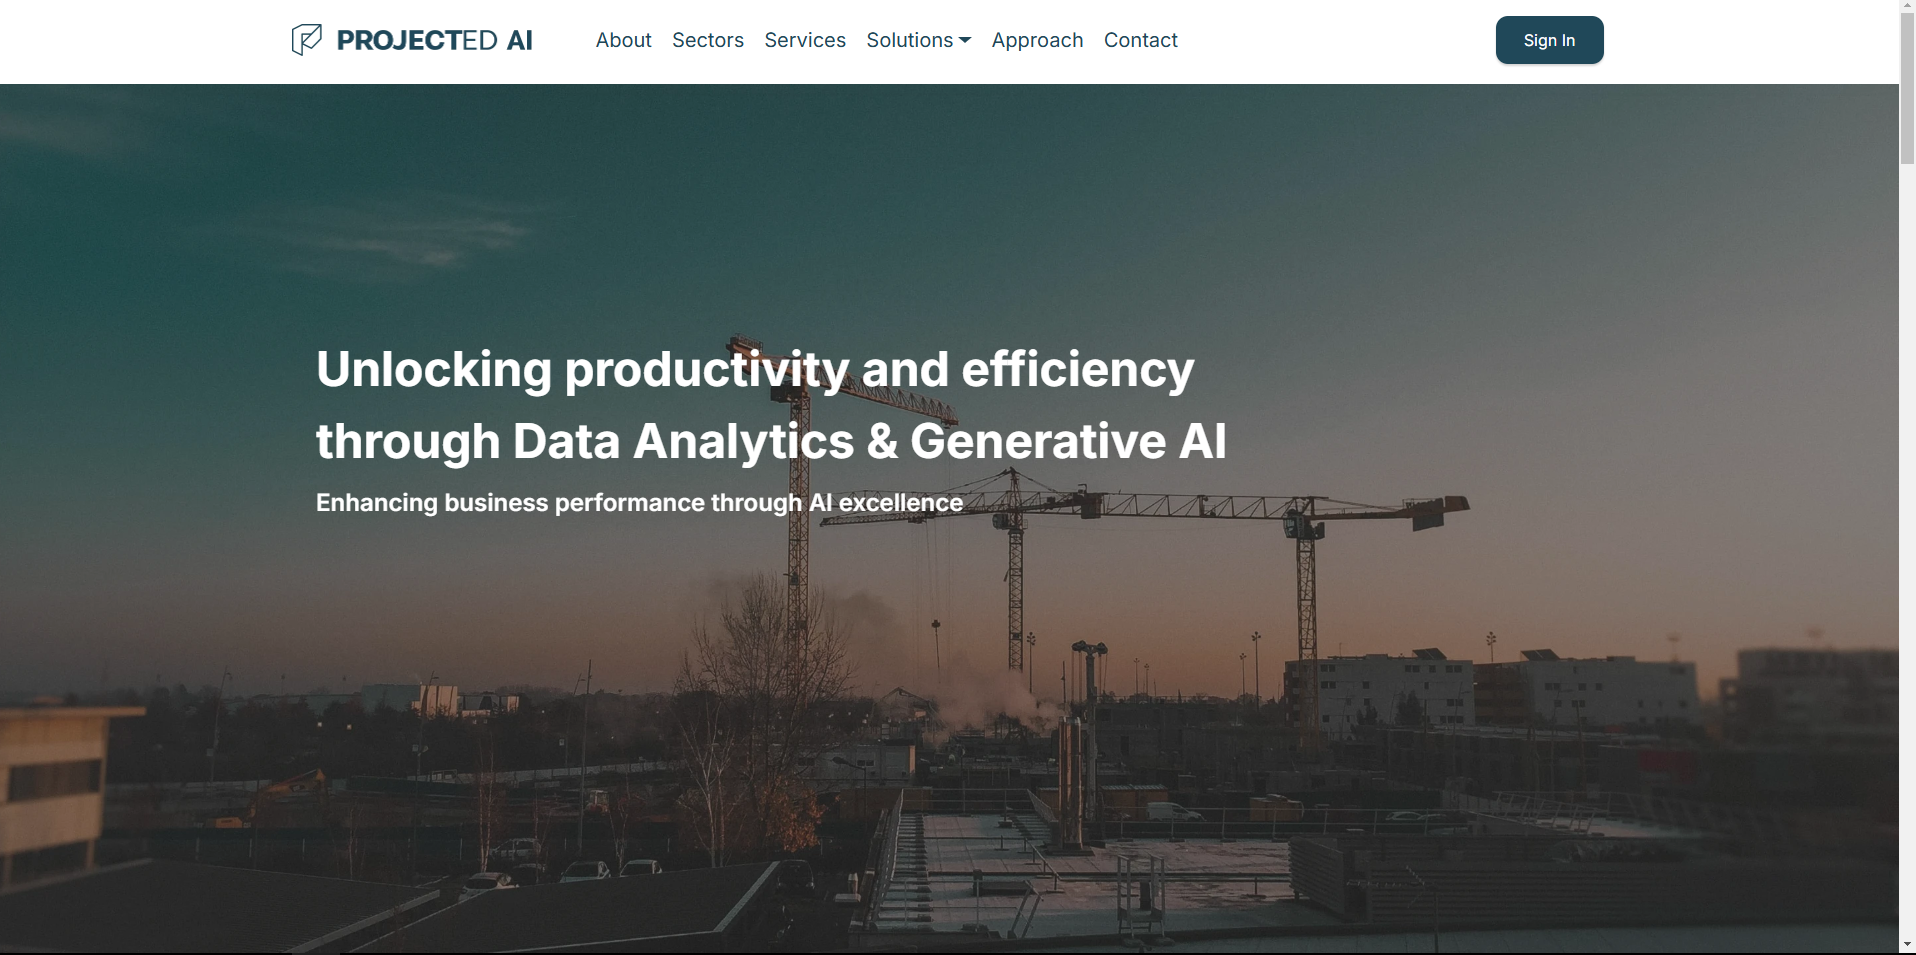 PROJECTED AI
About Sectors Services Solutions Approach Contact
Sign In
Unlocking productivity and efficiency
through Data Analytics & Generative AI
Enhancing business performance through AI excellence